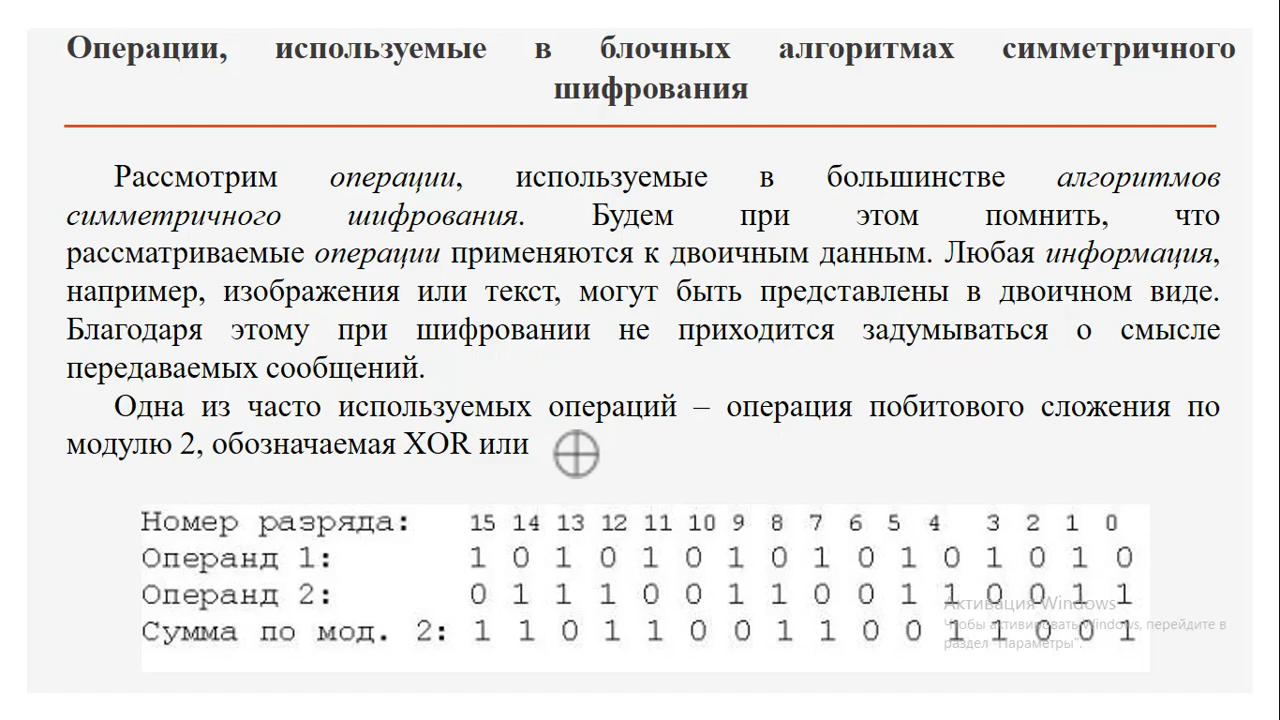 Операции, используемые в блочных алгоритмах симметричного
шифрования
Рассмотрим операции, используемые в большинстве алгоритмов
симметричного шифрования. Будем при этом помнить, что
рассматриваемые операции применяются к двоичным данным. Любая информация,
например, изображения или текст, могут быть представлены в двоичном виде.
Благодаря этому при шифровании не приходится задумываться о смысле
передаваемых сообщений.
Одна из часто используемых операций – операция побитового сложения по
модулю 2, обозначаемая XOR или ⊕
Номер разряда: 15 14 13 12 11 10 9 8 7 6 5 4 3 2 1 0
Операнд 1: 1 0 1 0 1 0 1 0 1 0 1 0 1 0 1 0
Операнд 2: 0 1 1 1 0 0 1 1 0 0 1 1 0 0 1 1
Сумма по мод. 2: 1 1 0 1 1 0 0 1 1 0 0 1 1 0 0 1
Активация Windows
Чтобы активировать Windows, перейдите в
раздел "Параметры".